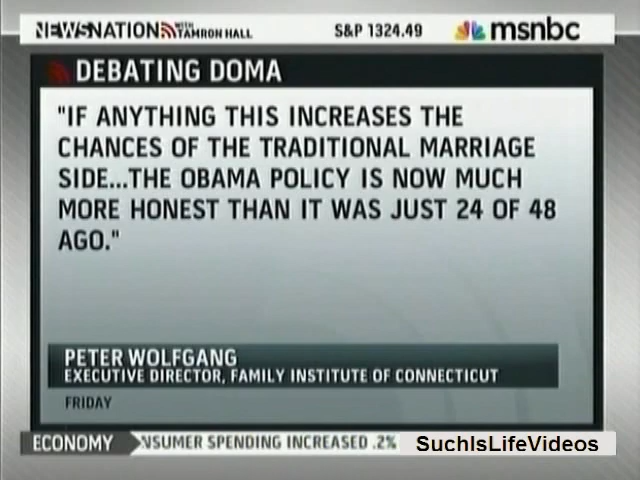 NEWSNATION WITH TAMRON HALL
S&P 1324.49
msnbc
DEBATING DOMA
"IF ANYTHING THIS INCREASES THE
CHANCES OF THE TRADITIONAL MARRIAGE
SIDE...THE OBAMA POLICY IS NOW MUCH
MORE HONEST THAN IT WAS JUST 24 OF 48
AGO."
PETER WOLFGANG
EXECUTIVE DIRECTOR, FAMILY INSTITUTE OF CONNECTICUT
FRIDAY
ECONOMY
NSUMER SPENDING INCREASED .2%
SuchIsLifeVideos